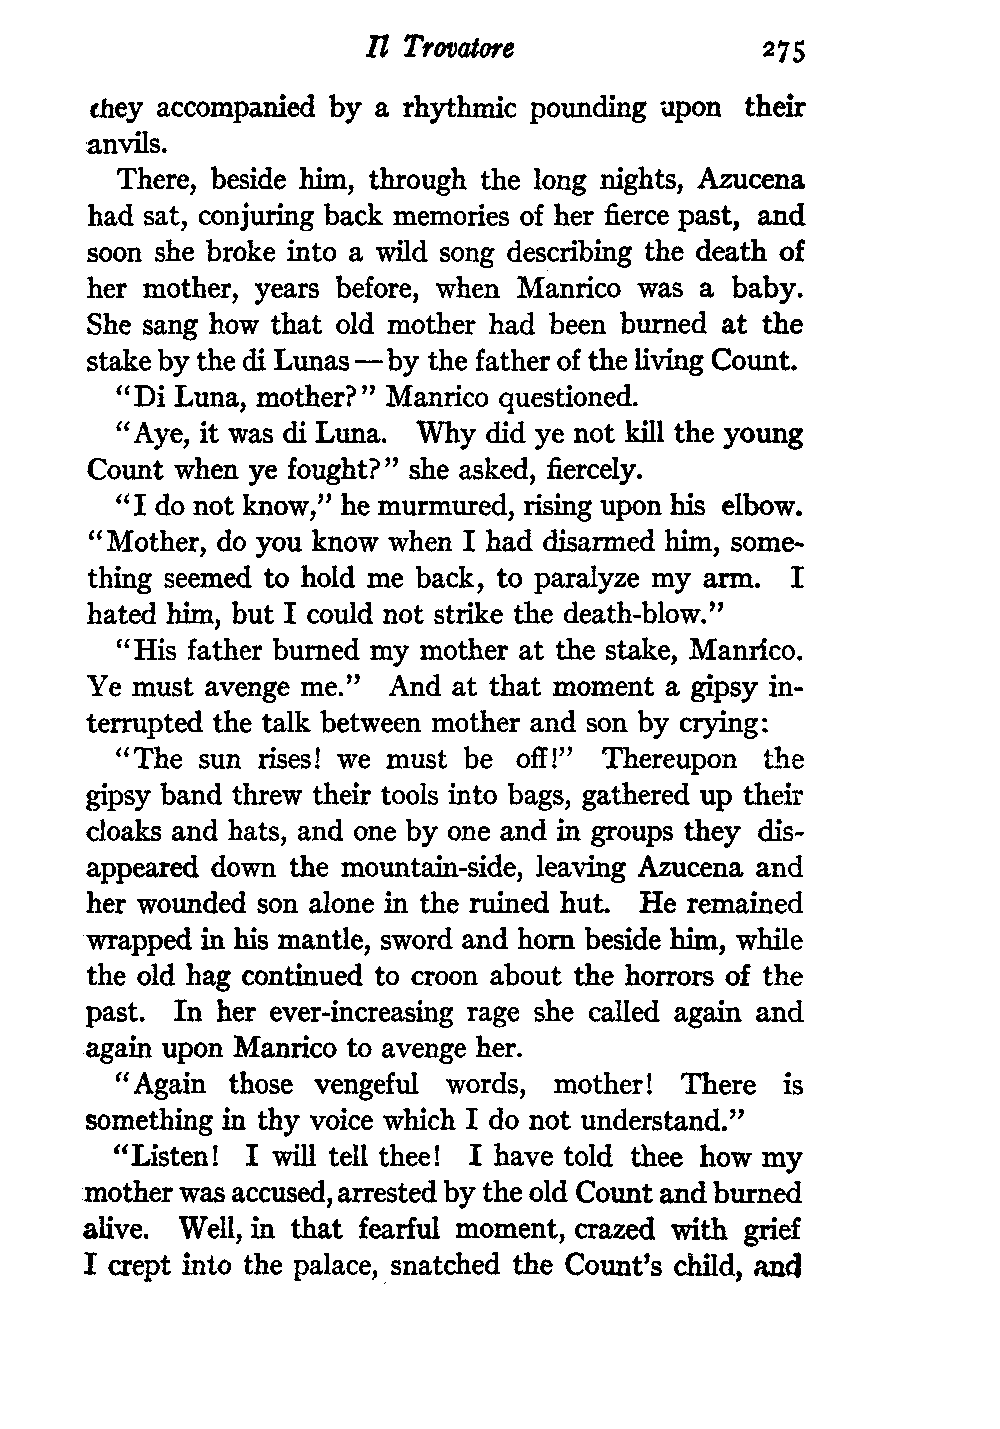 Il Trovatore 275
they accompanied by a rhythmic pounding upon their
anvils.
There, beside him, through the long nights, Azucena
had sat, conjuring back memories of her fierce past, and
soon she broke into a wild song describing the death of
her mother, years before, when Manrico was a baby.
She sang how that old mother had been burned at the
stake by the di Lunas—by the father of the living Count.
"Di Luna, mother?" Manrico questioned.
"Aye, it was di Luna. Why did ye not kill the young
Count when ye fought?" she asked, fiercely.
"I do not know," he murmured, rising upon his elbow.
"Mother, do you know when I had disarmed him, some-
thing seemed to hold me back, to paralyze my arm. I
hated him, but I could not strike the death-blow."
"His father burned my mother at the stake, Manrico.
Ye must avenge me." And at that moment a gipsy in-
terrupted the talk between mother and son by crying:
"The sun rises! we must be off!" Thereupon the
gipsy band threw their tools into bags, gathered up their
cloaks and hats, and one by one and in groups they dis-
appeared down the mountain-side, leaving Azucena and
her wounded son alone in the ruined hut. He remained
wrapped in his mantle, sword and horn beside him, while
the old hag continued to croon about the horrors of the
past. In her ever-increasing rage she called again and
again upon Manrico to avenge her.
"Again those vengeful words, mother! There is
something in thy voice which I do not understand."
"Listen! I will tell thee! I have told thee how my
mother was accused, arrested by the old Count and burned
alive. Well, in that fearful moment, crazed with grief
I crept into the palace, snatched the Count's child, and